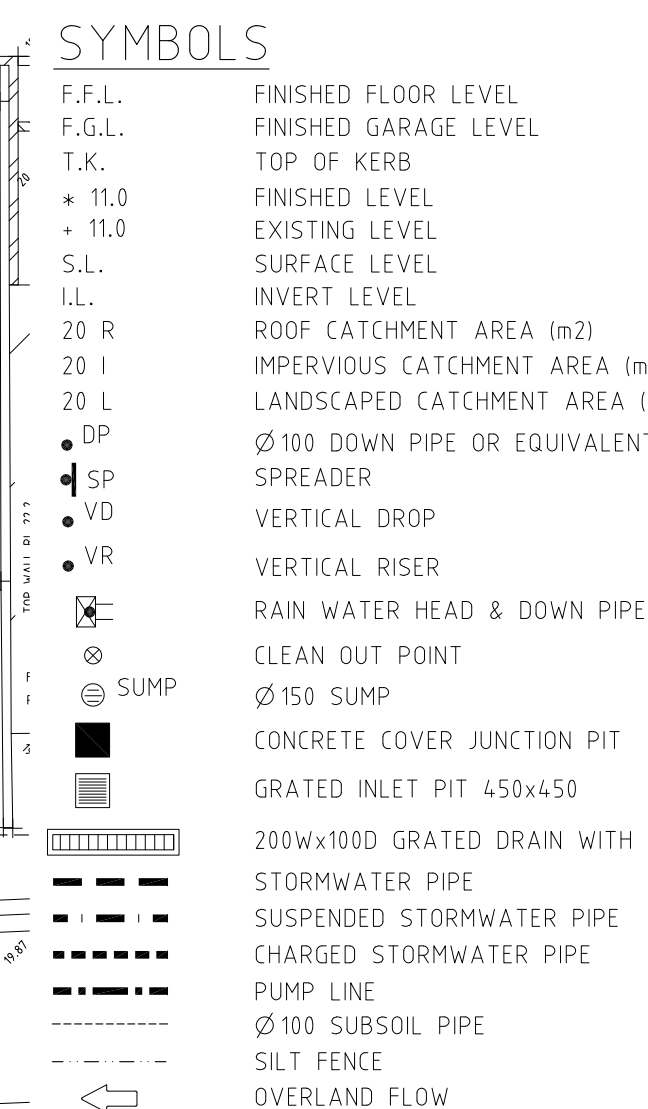 SYMBOLS
F.F.L. FINISHED FLOOR LEVEL
F.G.L. FINISHED GARAGE LEVEL
T.K. TOP OF KERB
* 11.0 FINISHED LEVEL
+ 11.0 EXISTING LEVEL
S.L. SURFACE LEVEL
I.L. INVERT LEVEL
20 R ROOF CATCHMENT AREA (m2)
20 I IMPERVIOUS CATCHMENT AREA (m
20 L LANDSCAPED CATCHMENT AREA (
DP Ø100 DOWN PIPE OR EQUIVALENT
SP SPREADER
VD VERTICAL DROP
VR VERTICAL RISER
RAIN WATER HEAD & DOWN PIPE
CLEAN OUT POINT
SUMP Ø150 SUMP
CONCRETE COVER JUNCTION PIT
GRATED INLET PIT 450x450
200Wx100D GRATED DRAIN WITH
STORMWATER PIPE
SUSPENDED STORMWATER PIPE
CHARGED STORMWATER PIPE
PUMP LINE
Ø100 SUBSOIL PIPE
SILT FENCE
OVERLAND FLOW
20
19.87